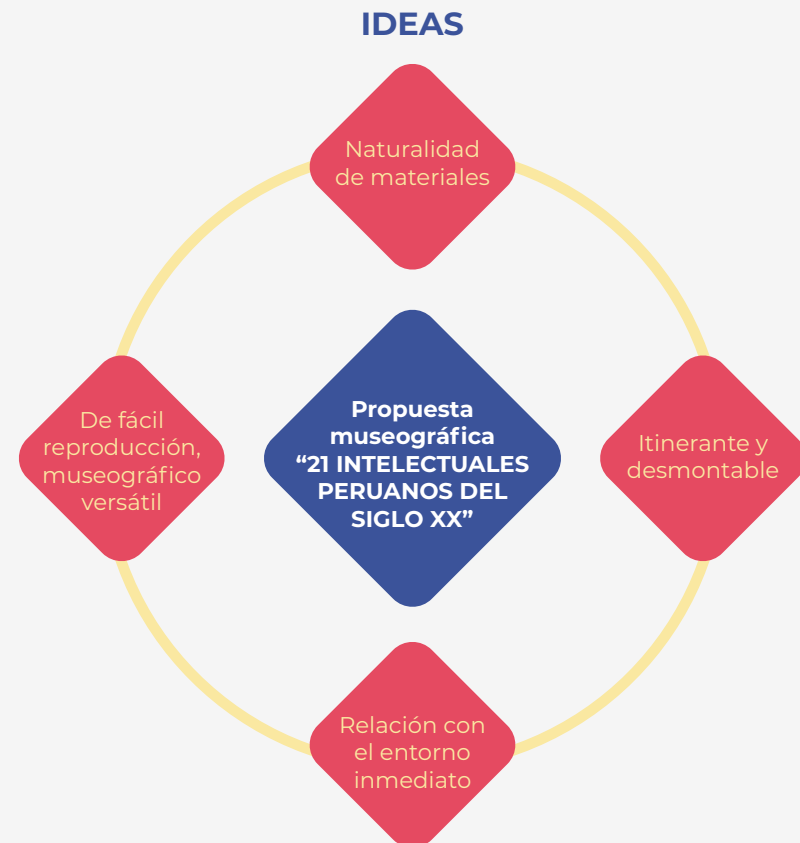 IDEAS
Naturalidad
de materiales
De fácil
reproducción,
museográfico
versátil
Propuesta
museográfica
“21 INTELECTUALES
PERUANOS DEL
SIGLO XX”
Itinerante y
desmontable
Relación con
el entorno
inmediato